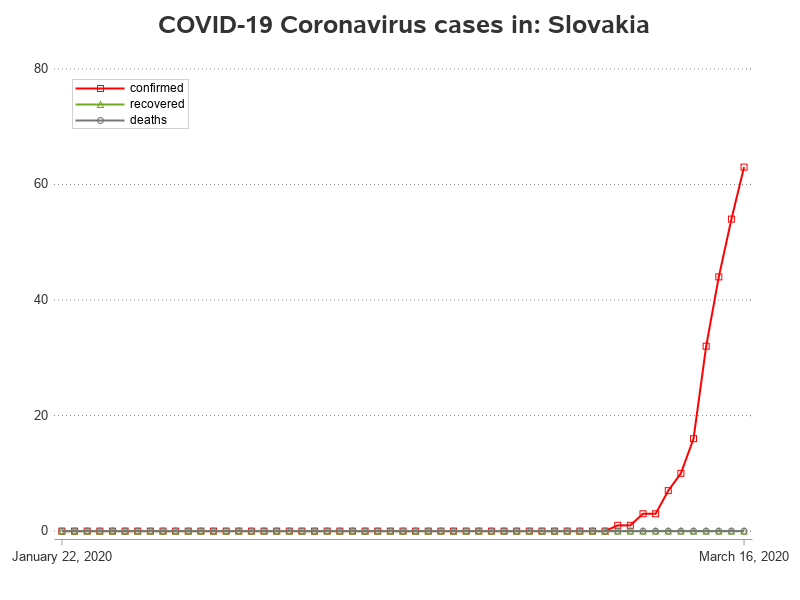 COVID-19 Coronavirus cases in: Slovakia
80
confirmed
recovered
deaths
60
40
20
0
January 22, 2020
March 16, 2020